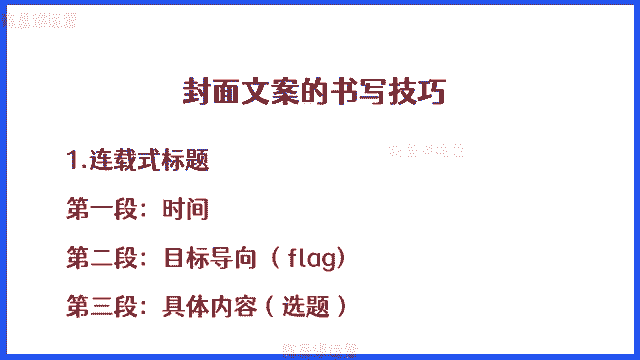 封面文案的书写技巧
1.连载式标题
第一段：时间
第二段：目标导向（flag）
第三段：具体内容（选题）